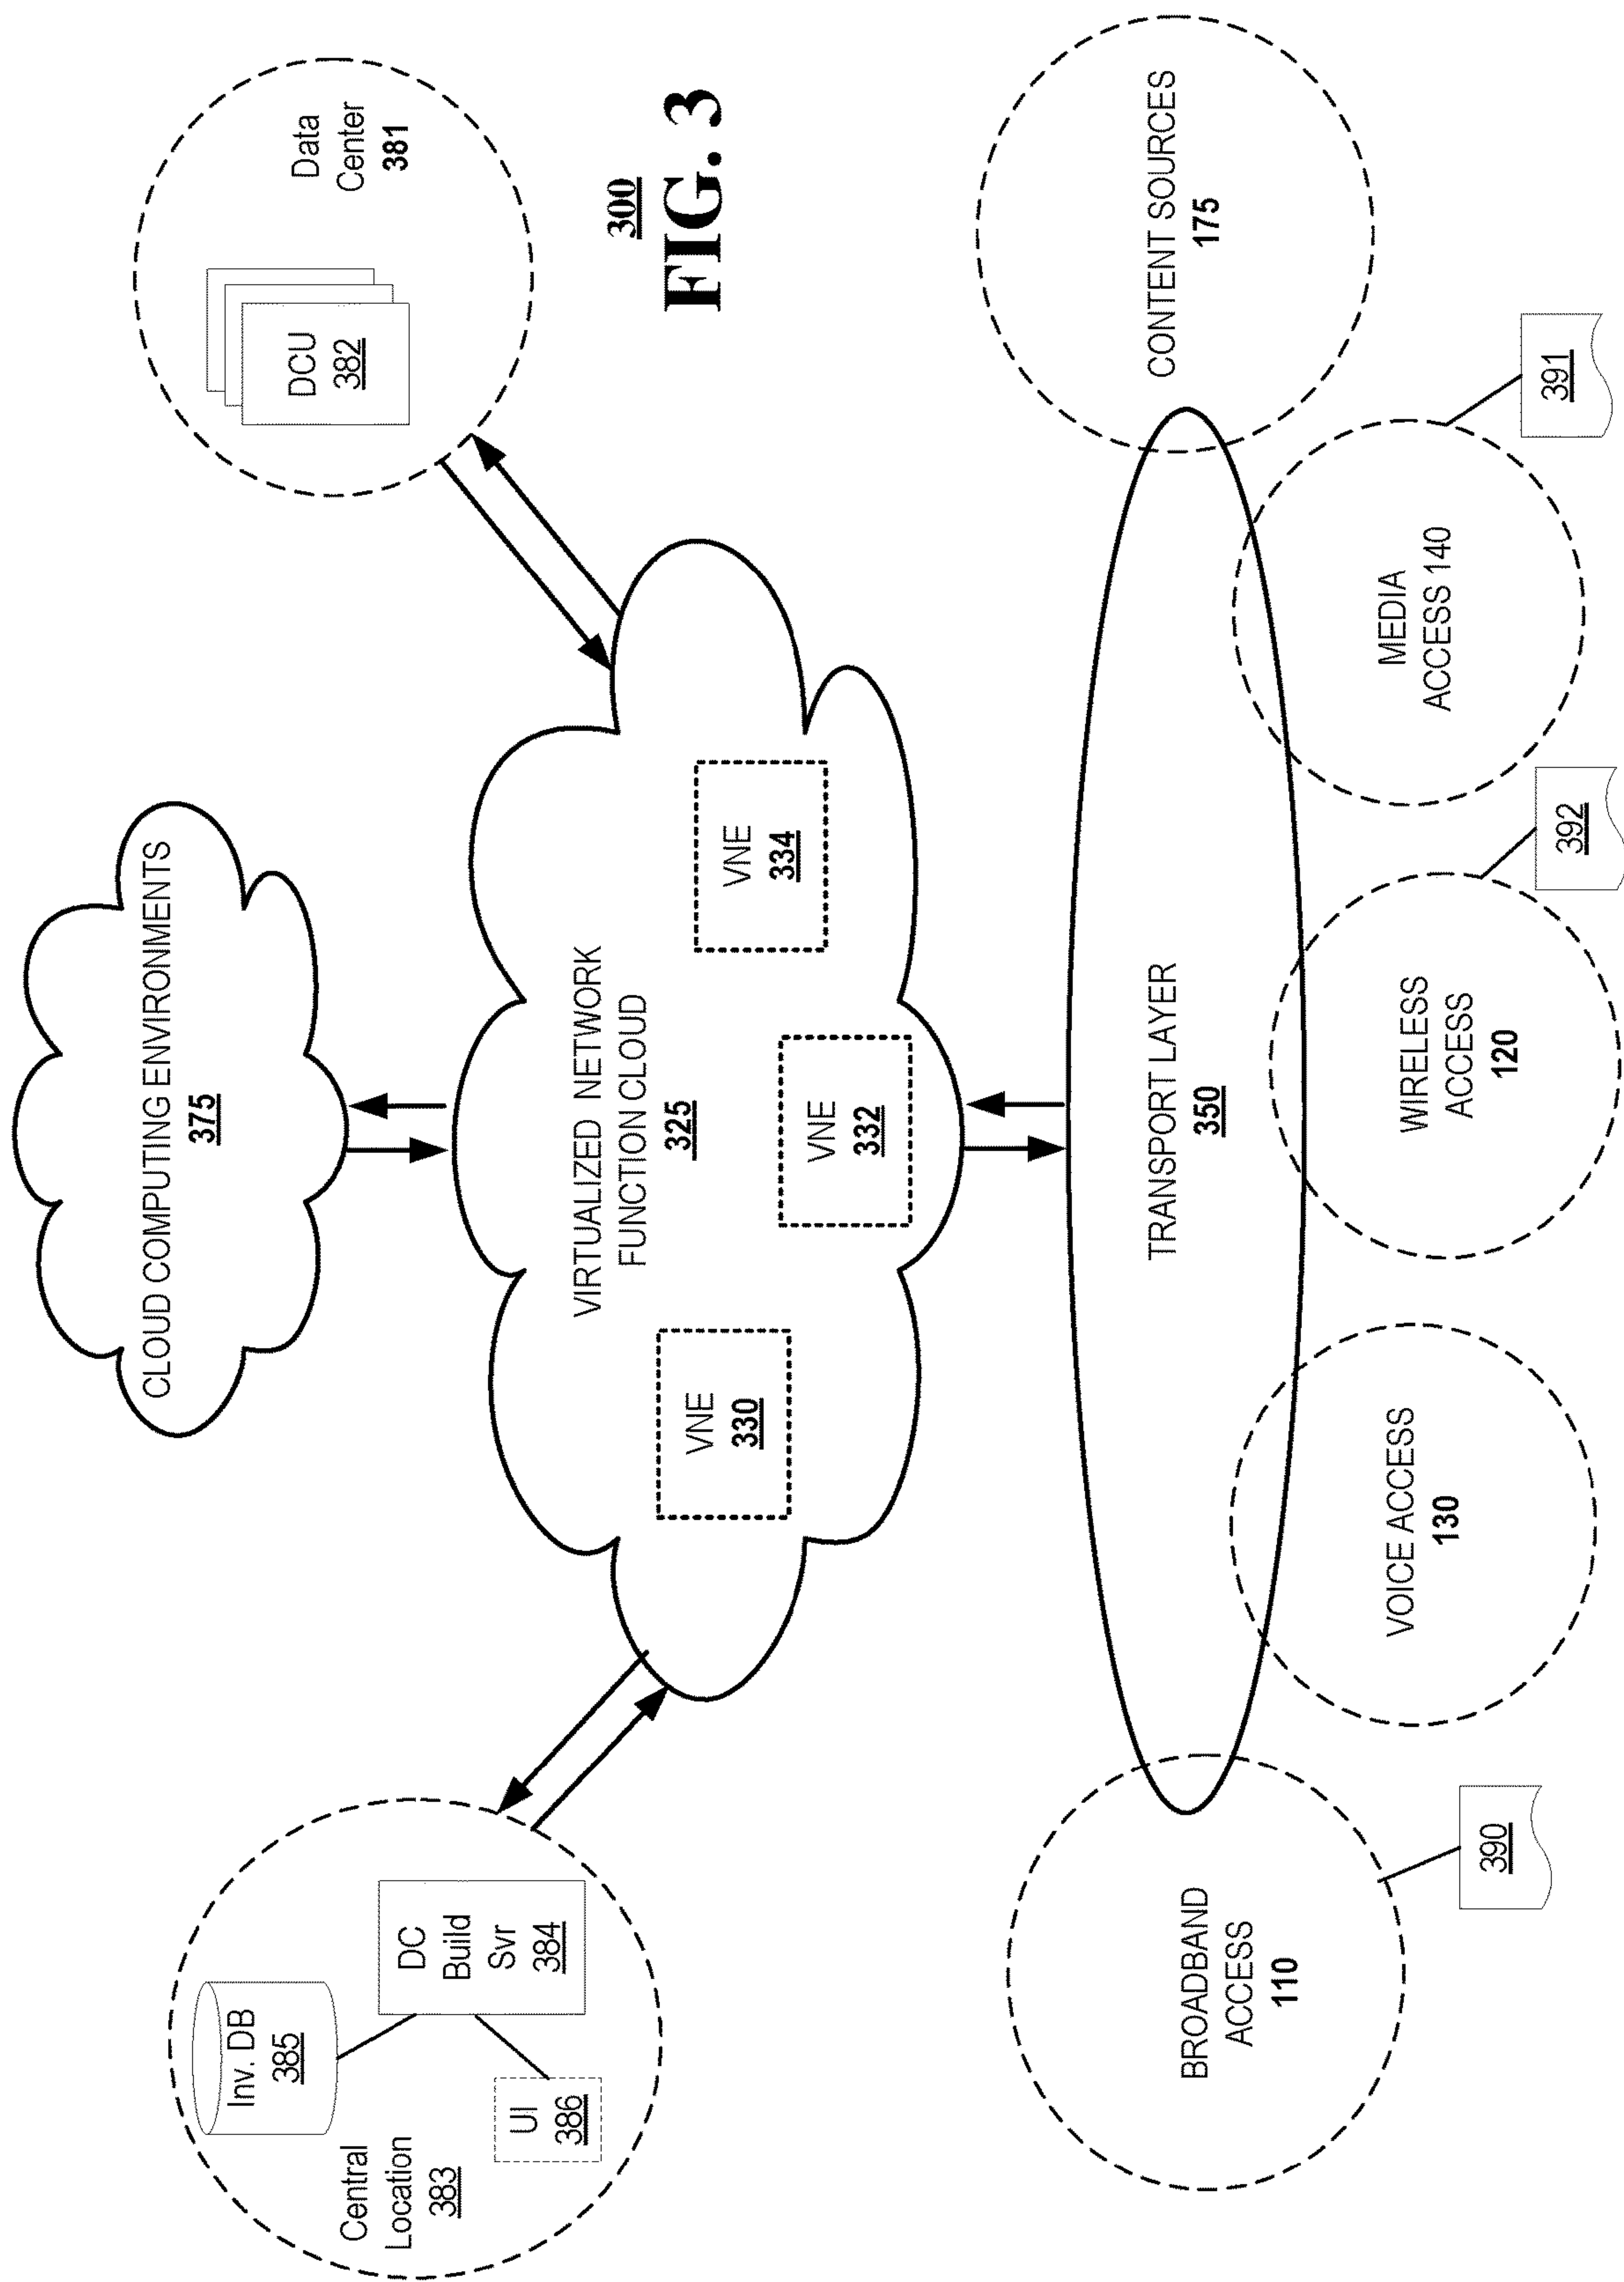 CLOUD COMPUTING ENVIRONMENTS
375
Central
Location
383
Inv. DB
385
UI
386
DC
Build
Svr
384
Data
Center
381
DCU
382
VIRTUALIZED NETWORK
FUNCTION CLOUD
325
VNE
330
VNE
332
VNE
334
300
FIG. 3
TRANSPORT LAYER
350
BROADBAND
ACCESS
110
VOICE ACCESS
130
WIRELESS
ACCESS
120
MEDIA
ACCESS 140
CONTENT SOURCES
175
390
392
391